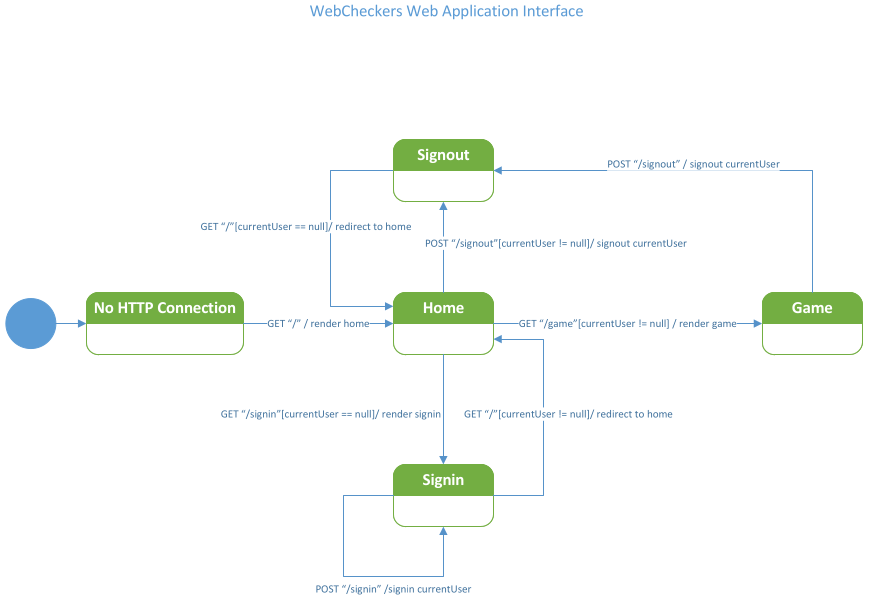 WebCheckers Web Application Interface
Signout
POST “/signout” / signout currentUser
GET “/”[currentUser == null]/ redirect to home
POST “/signout”[currentUser != null]/ signout currentUser
No HTTP Connection
Home
Game
GET “/” / render home
GET “/game”[currentUser != null] / render game
GET “/signin”[currentUser == null]/ render signin
GET “/”[currentUser != null]/ redirect to home
Signin
POST “/signin” /signin currentUser